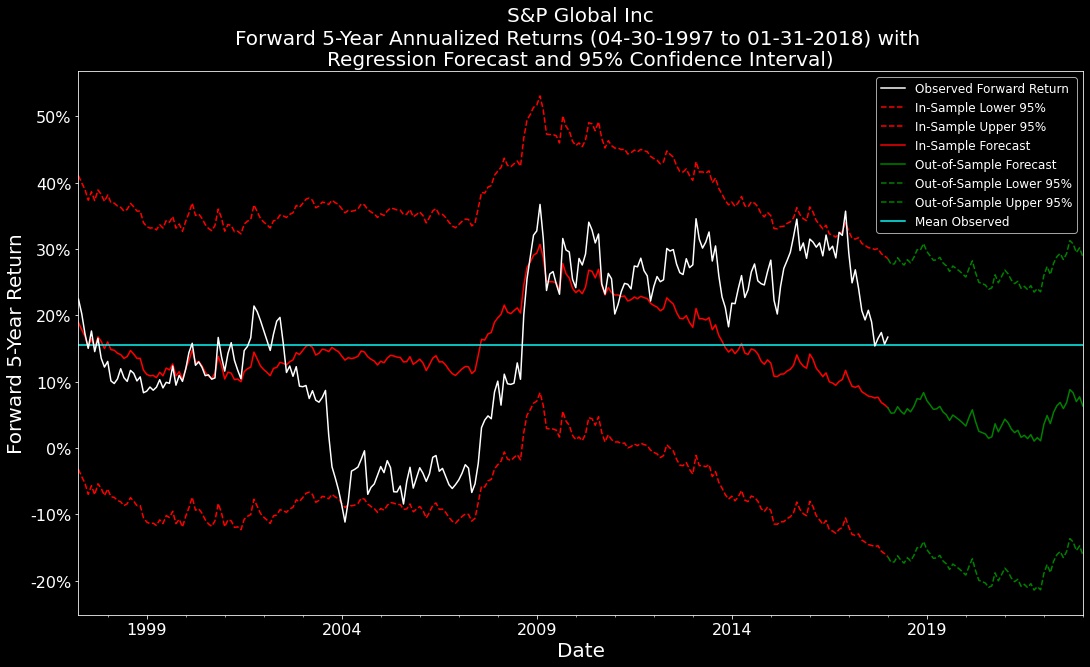 S&P Global Inc
Forward 5-Year Annualized Returns (04-30-1997 to 01-31-2018) with
Regression Forecast and 95% Confidence Interval)
Observed Forward Return
In-Sample Lower 95%
In-Sample Upper 95%
In-Sample Forecast
Out-of-Sample Forecast
Out-of-Sample Lower 95%
Out-of-Sample Upper 95%
Mean Observed
Forward 5-Year Return
50%
40%
30%
20%
10%
0%
-10%
-20%
1999
2004
2009
2014
2019
Date